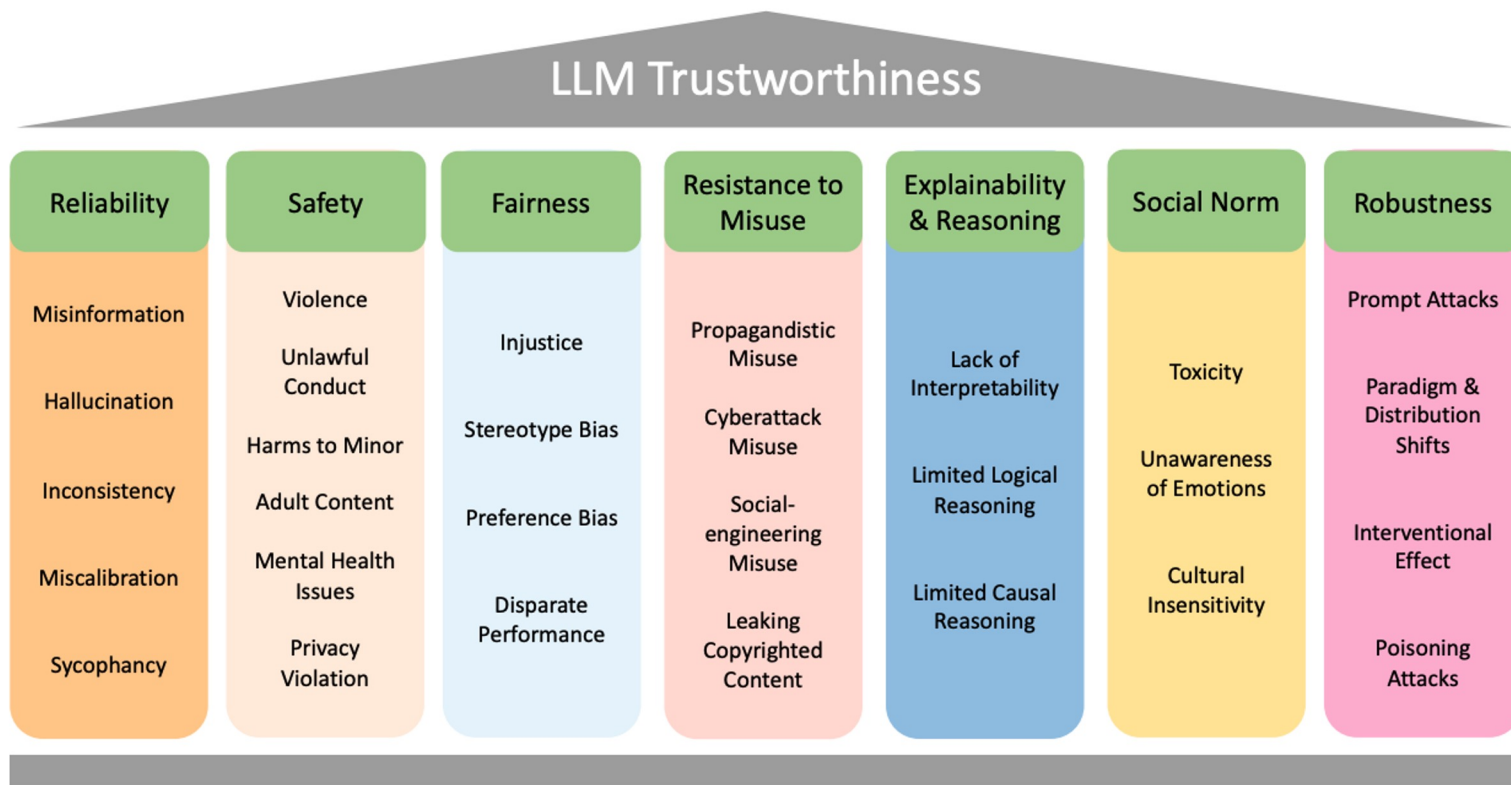 LLM Trustworthiness
Reliability
Misinformation
Hallucination
Inconsistency
Miscalibration
Sycophancy
Safety
Violence
Unlawful
Conduct
Harms to Minor
Adult Content
Mental Health
Issues
Privacy
Violation
Fairness
Injustice
Stereotype Bias
Preference Bias
Disparate
Performance
Resistance to
Misuse
Propagandistic
Misuse
Cyberattack
Misuse
Social-
engineering
Misuse
Leaking
Copyrighted
Content
Explainability
& Reasoning
Lack of
Interpretability
Limited Logical
Reasoning
Limited Causal
Reasoning
Social Norm
Toxicity
Unawareness
of Emotions
Cultural
Insensitivity
Robustness
Prompt Attacks
Paradigm &
Distribution
Shifts
Interventional
Effect
Poisoning
Attacks